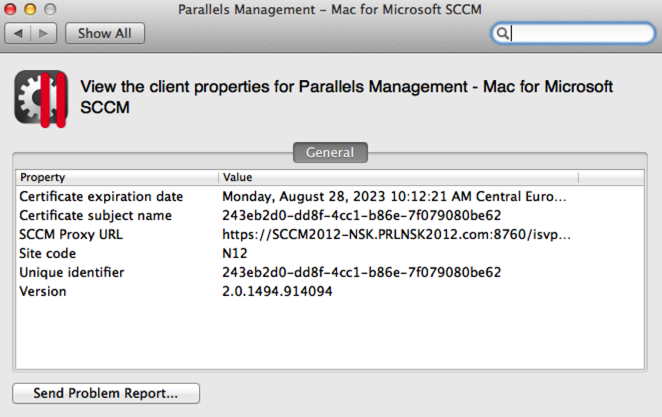 Parallels Management – Mac for Microsoft SCCM
Show All
View the client properties for Parallels Management - Mac for Microsoft
SCCM
General
Property Value
Certificate expiration date Monday, August 28, 2023 10:12:21 AM Central Euro...
Certificate subject name 243eb2d0-dd8f-4cc1-b86e-7f079080be62
SCCM Proxy URL https://SCCM2012-NSK.PRLNSK2012.com:8760/isvp...
Site code N12
Unique identifier 243eb2d0-dd8f-4cc1-b86e-7f079080be62
Version 2.0.1494.914094
Send Problem Report...